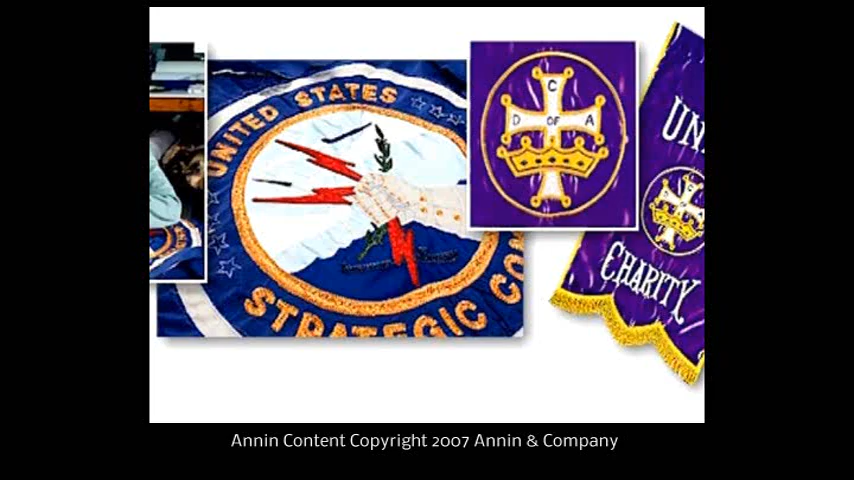 UNITED STATES
STRATEGIC CO
C
D OF A
UN
CHARITY
Annin Content Copyright 2007 Annin & Company